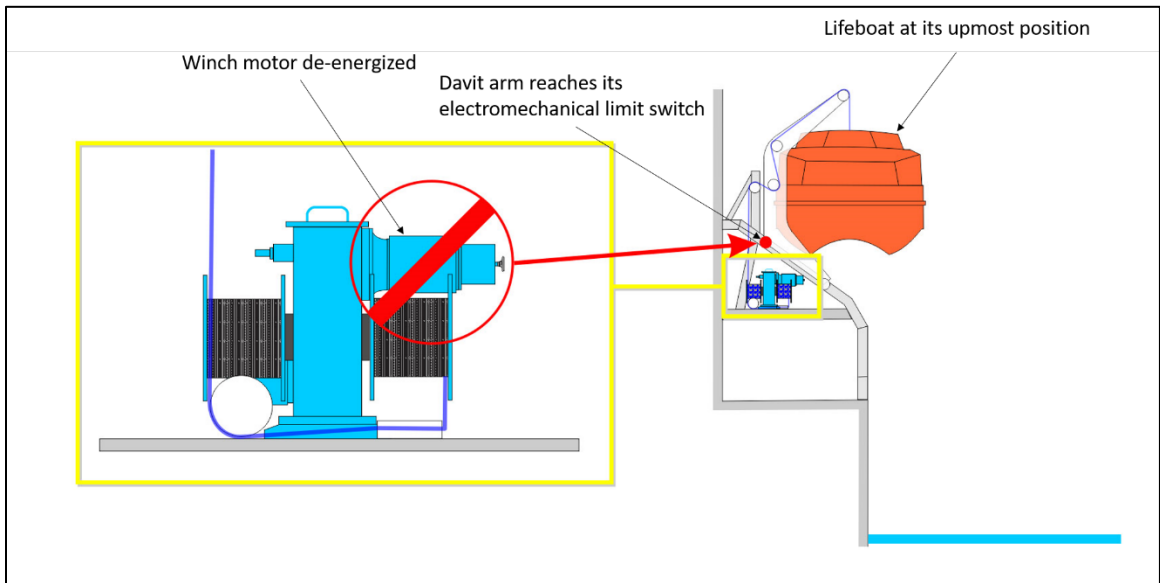 Lifeboat at its upmost position
Winch motor de-energized
Davit arm reaches its
electromechanical limit switch